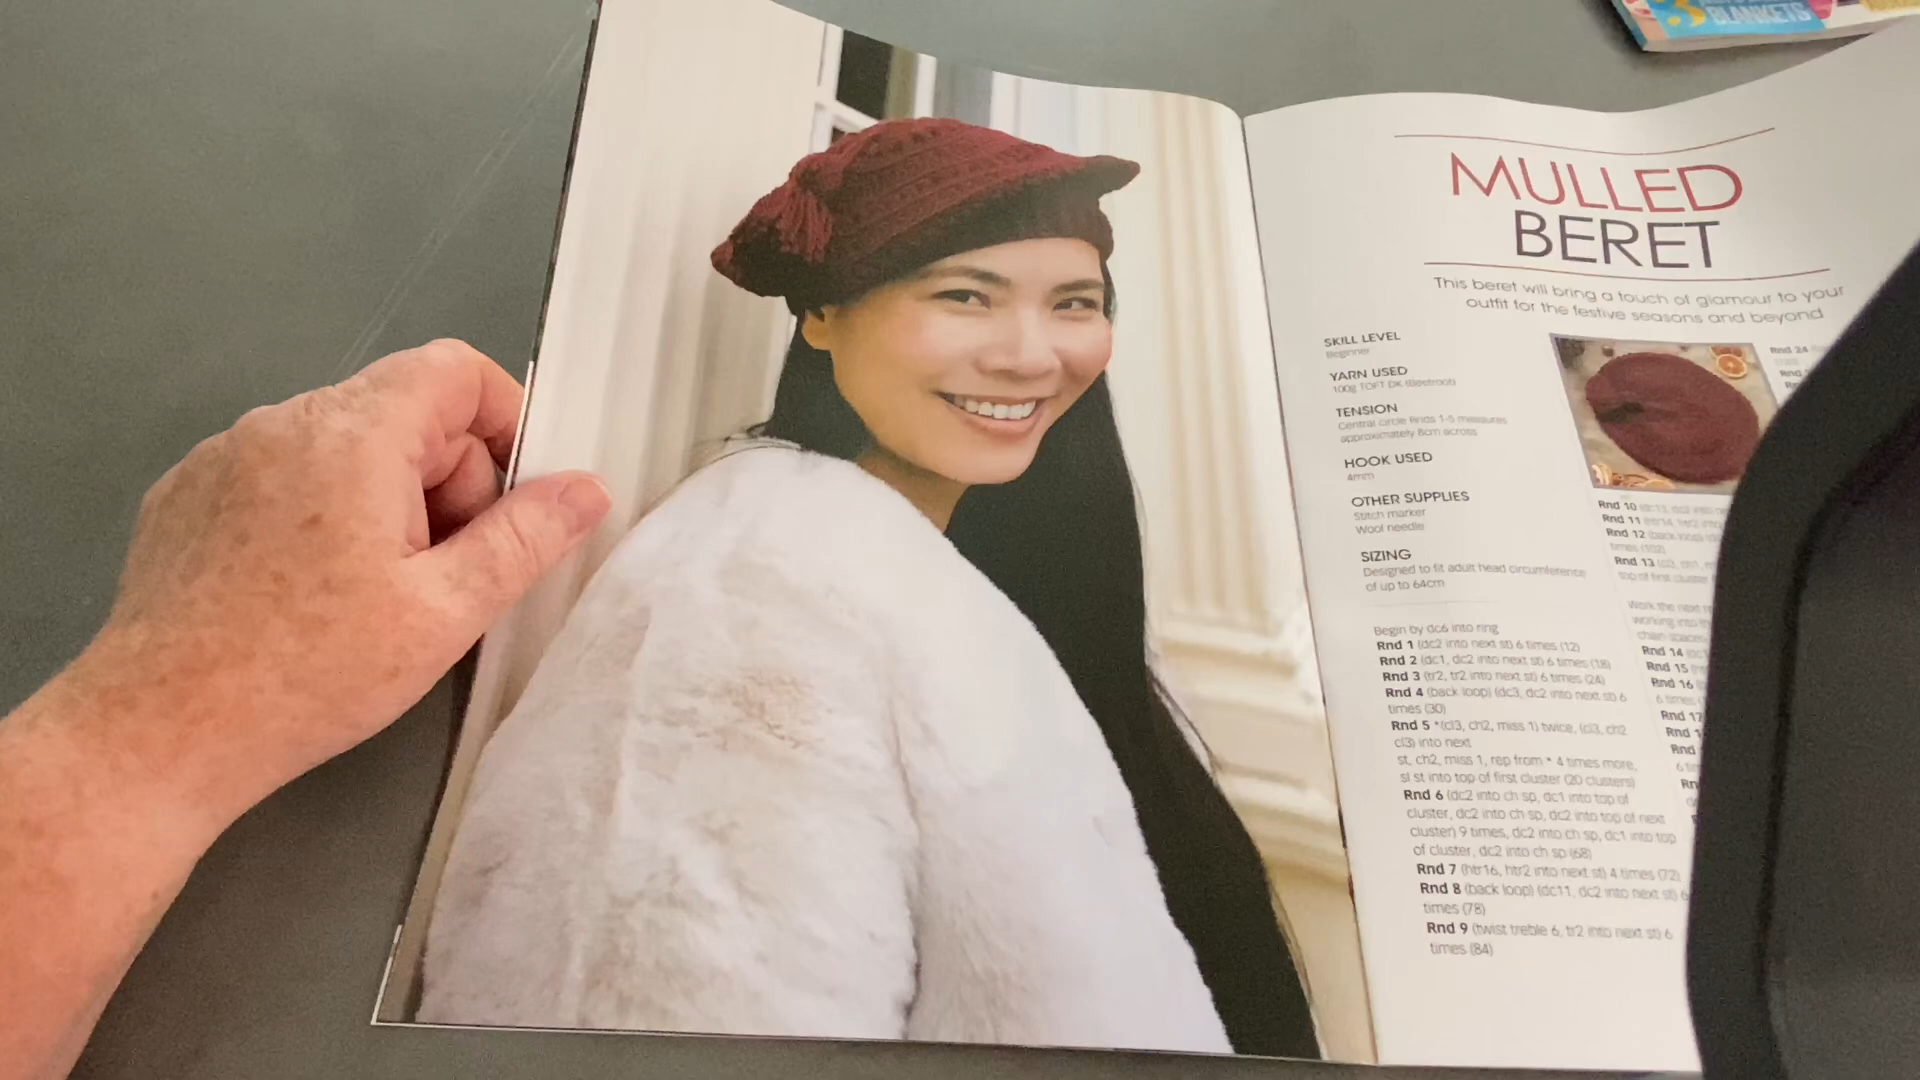 BLANKETS
MULLED
BERET
This beret will bring a touch of glamour to your
outfit for the festive seasons and beyond
SKILL LEVEL
Beginner
YARN USED
100g TOFT DK (Beetroot)
TENSION
Central circle Rnds 1-5 measures
approximately 8cm across
HOOK USED
4mm
OTHER SUPPLIES
Stitch marker
Wool needle
SIZING
Designed to fit adult head circumference
of up to 64cm
Begin by dc6 into ring
Rnd 1 (dc2 into next st) 6 times (12)
Rnd 2 (dc1, dc2 into next st) 6 times (18)
Rnd 3 (tr2, tr2 into next st) 6 times (24)
Rnd 4 (back loop) (dc3, dc2 into next st) 6
times (30)
Rnd 5 *(cl3, ch2, miss 1) twice, (cl3, ch2
cl3) into next
st, ch2, miss 1, rep from * 4 times more,
sl st into top of first cluster (20 clusters)
Rnd 6 (dc2 into ch sp, dc1 into top of
cluster, dc2 into ch sp, dc2 into top of next
cluster) 9 times, dc2 into ch sp, dc1 into top
of cluster, dc2 into ch sp (68)
Rnd 7 (htr16, htr2 into next st) 4 times (72)
Rnd 8 (back loop) (dc11, dc2 into next st) 6
times (78)
Rnd 9 (twist treble 6, tr2 into next st) 6
times (84)
Rnd 10
Rnd 11
Rnd 12 (back loop)
times (102)
Rnd 13
top of first cluster
Work the next
working into
chain spaces
Rnd 14
Rnd 15
Rnd 16
6 times
Rnd 17
Rnd
Rnd
Rnd 24
Rnd